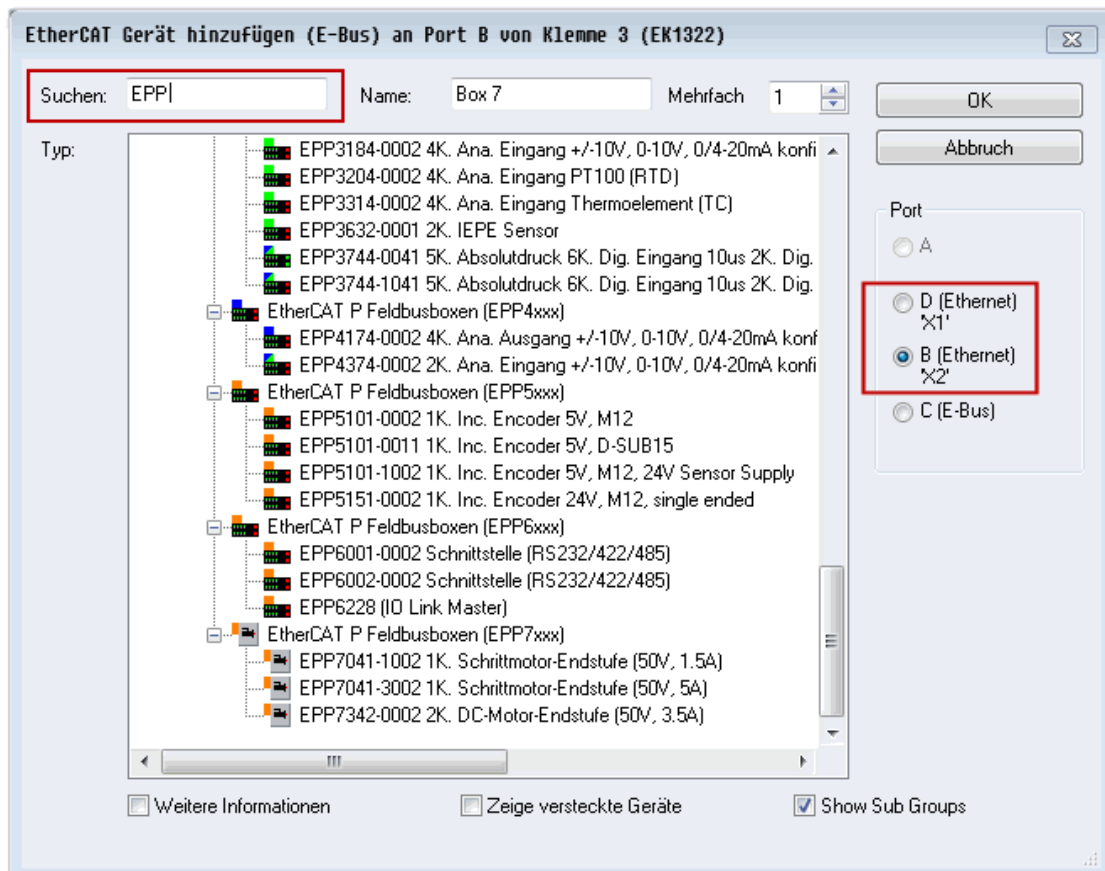 EtherCAT Gerät hinzufügen (E-Bus) an Port B von Klemme 3 (EK1322)
Suchen: EPP Name: Box 7 Mehrfach 1 OK
Typ: Abbruch
EPP3184-0002 4K. Ana. Eingang +/-10V, 0-10V, 0/4-20mA konfi
EPP3204-0002 4K. Ana. Eingang PT100 (RTD)
EPP3314-0002 4K. Ana. Eingang Thermoelement (TC)
EPP3632-0001 2K. IEPE Sensor
EPP3744-0041 5K. Absolutdruck 6K. Dig. Eingang 10us 2K. Dig.
EPP3744-1041 5K. Absolutdruck 6K. Dig. Eingang 10us 2K. Dig.
EtherCAT P Feldbusboxen (EPP4xxx)
EPP4174-0002 4K. Ana. Ausgang +/-10V, 0-10V, 0/4-20mA konf
EPP4374-0002 2K. Ana. Eingang +/-10V, 0-10V, 0/4-20mA konfi
EtherCAT P Feldbusboxen (EPP5xxx)
EPP5101-0002 1K. Inc. Encoder 5V, M12
EPP5101-0011 1K. Inc. Encoder 5V, D-SUB15
EPP5101-1002 1K. Inc. Encoder 5V, M12, 24V Sensor Supply
EPP5151-0002 1K. Inc. Encoder 24V, M12, single ended
EtherCAT P Feldbusboxen (EPP6xxx)
EPP6001-0002 Schnittstelle (RS232/422/485)
EPP6002-0002 Schnittstelle (RS232/422/485)
EPP6228 (IO Link Master)
EtherCAT P Feldbusboxen (EPP7xxx)
EPP7041-1002 1K. Schrittmotor-Endstufe (50V, 1.5A)
EPP7041-3002 1K. Schrittmotor-Endstufe (50V, 5A)
EPP7342-0002 2K. DC-Motor-Endstufe (50V, 3.5A)
Port
A
D (Ethernet)
'X1'
B (Ethernet)
'X2'
C (E-Bus)
Weitere Informationen Zeige versteckte Geräte Show Sub Groups